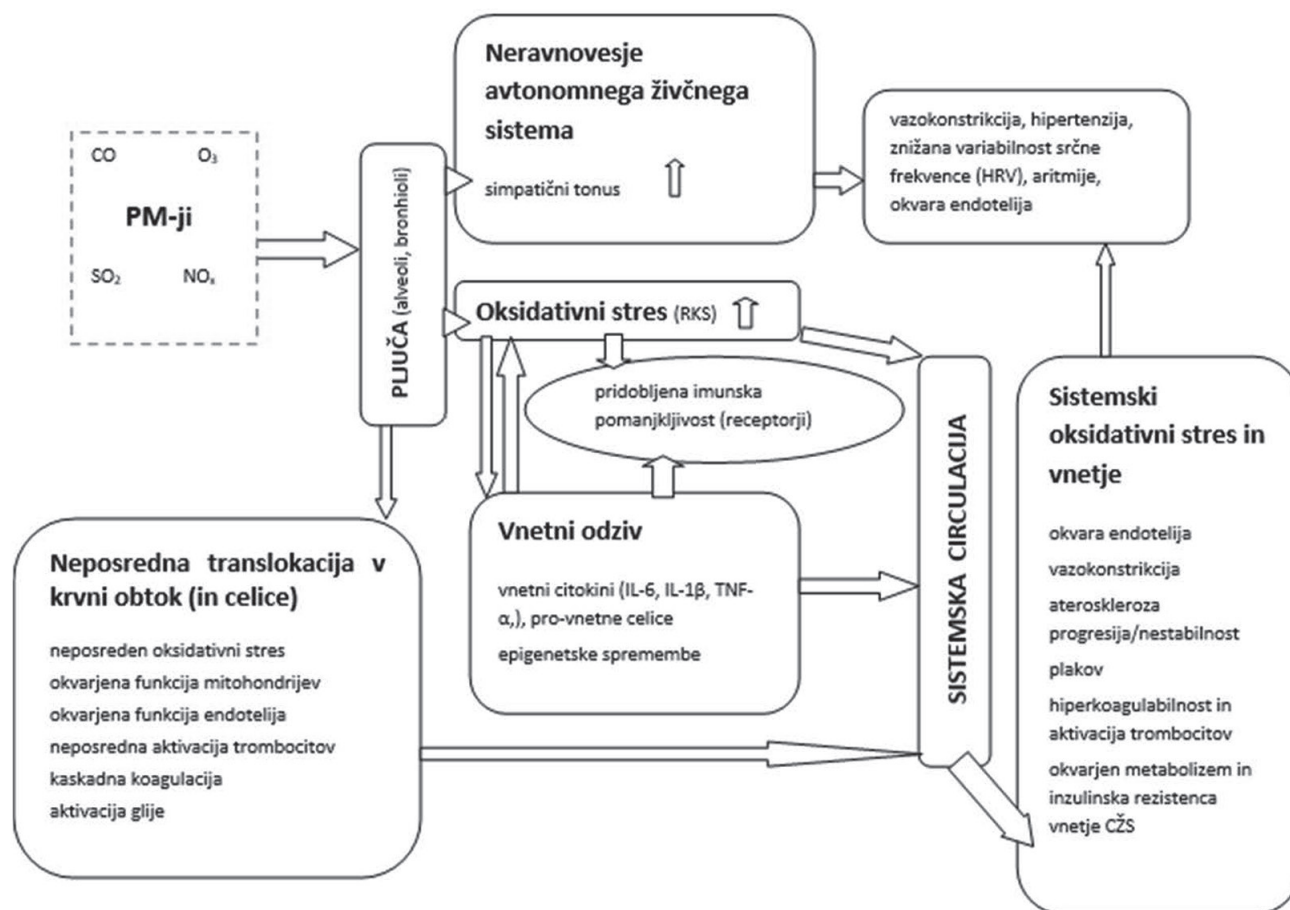 CO O₃
PM-ji
SO₂ NOₓ
PLJUČA (alveoli, bronhioli)
Neravnovesje
avtonomnega živčnega
sistema
simpatični tonus
vazokonstrikcija, hipertenzija,
znižana variabilnost srčne
frekvence (HRV), aritmije,
okvara endotelija
Oksidativni stres (RKS)
pridobljena imunska
pomanjkljivost (receptorji)
Vnetni odziv
vnetni citokini (IL-6, IL-1β, TNF-
α,), pro-vnetne celice
epigenetske spremembe
Neposredna translokacija v
krvni obtok (in celice)
neposreden oksidativni stres
okvarjena funkcija mitohondrijev
okvarjena funkcija endotelija
neposredna aktivacija trombocitov
kaskadna koagulacija
aktivacija glije
SISTEMSKA CIRCULACIJA
Sistemski
oksidativni stres in
vnetje
okvara endotelija
vazokonstrikcija
ateroskleroza
progresija/nestabilnost
plakov
hiperkoagulabilnost in
aktivacija trombocitov
okvarjen metabolizem in
inzulinska rezistenca
vnetje CŽS